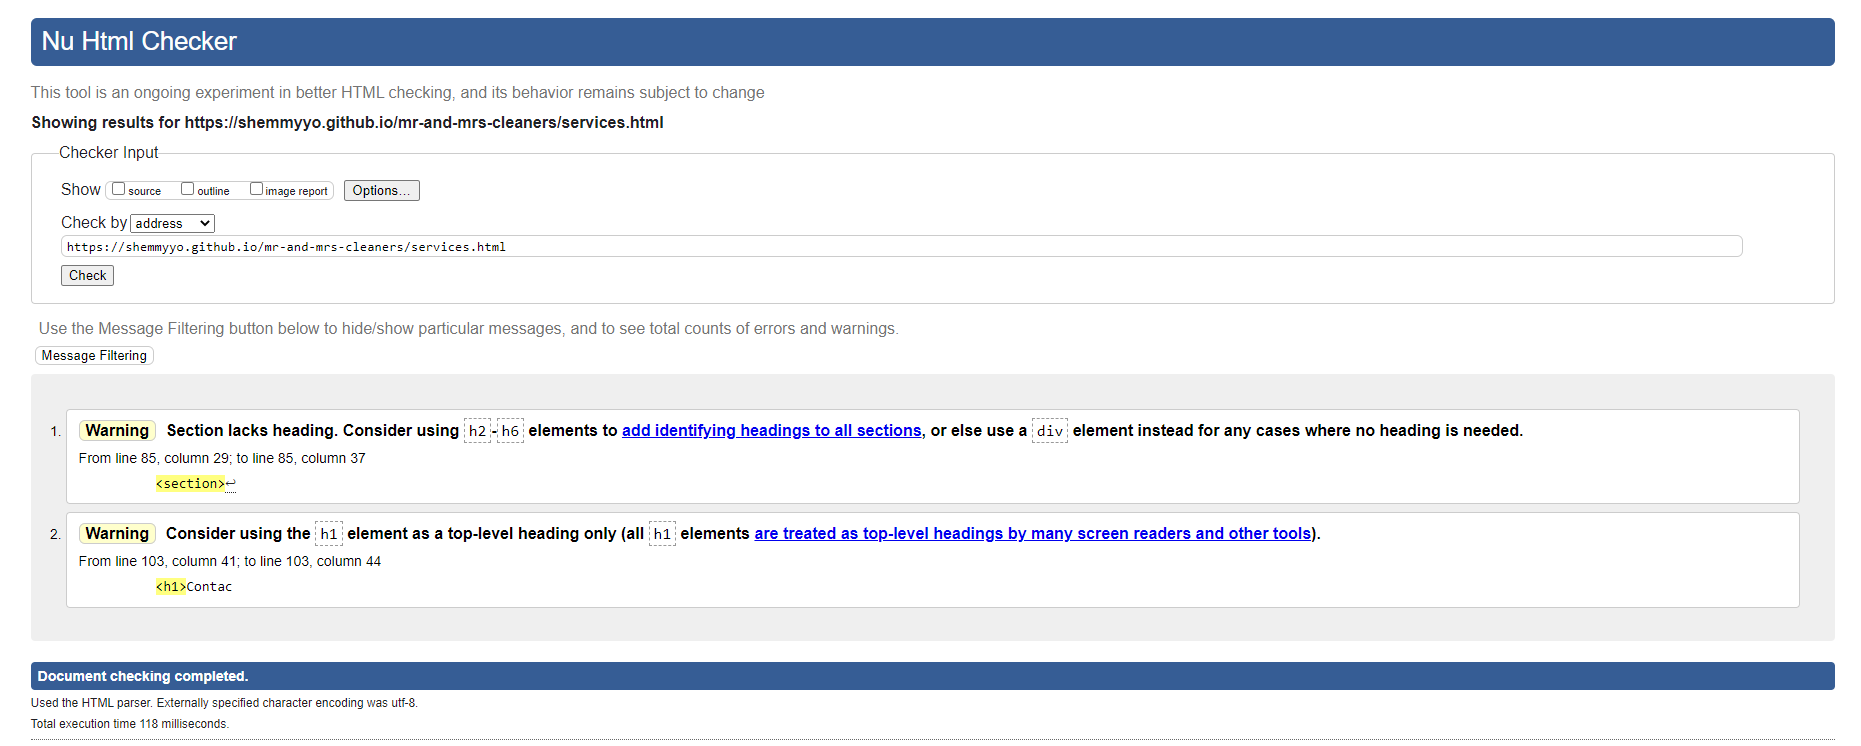 Nu Html Checker
This tool is an ongoing experiment in better HTML checking, and its behavior remains subject to change
Showing results for https://shemmyyo.github.io/mr-and-mrs-cleaners/services.html
Checker Input
Show source outline image report Options...
Check by address
https://shemmyyo.github.io/mr-and-mrs-cleaners/services.html
Check
Use the Message Filtering button below to hide/show particular messages, and to see total counts of errors and warnings.
Message Filtering
1. Warning Section lacks heading. Consider using h2-h6 elements to add identifying headings to all sections, or else use a div element instead for any cases where no heading is needed.
From line 85, column 29; to line 85, column 37
<section>↩
2. Warning Consider using the h1 element as a top-level heading only (all h1 elements are treated as top-level headings by many screen readers and other tools).
From line 103, column 41; to line 103, column 44
<h1>Contac
Document checking completed.
Used the HTML parser. Externally specified character encoding was utf-8.
Total execution time 118 milliseconds.